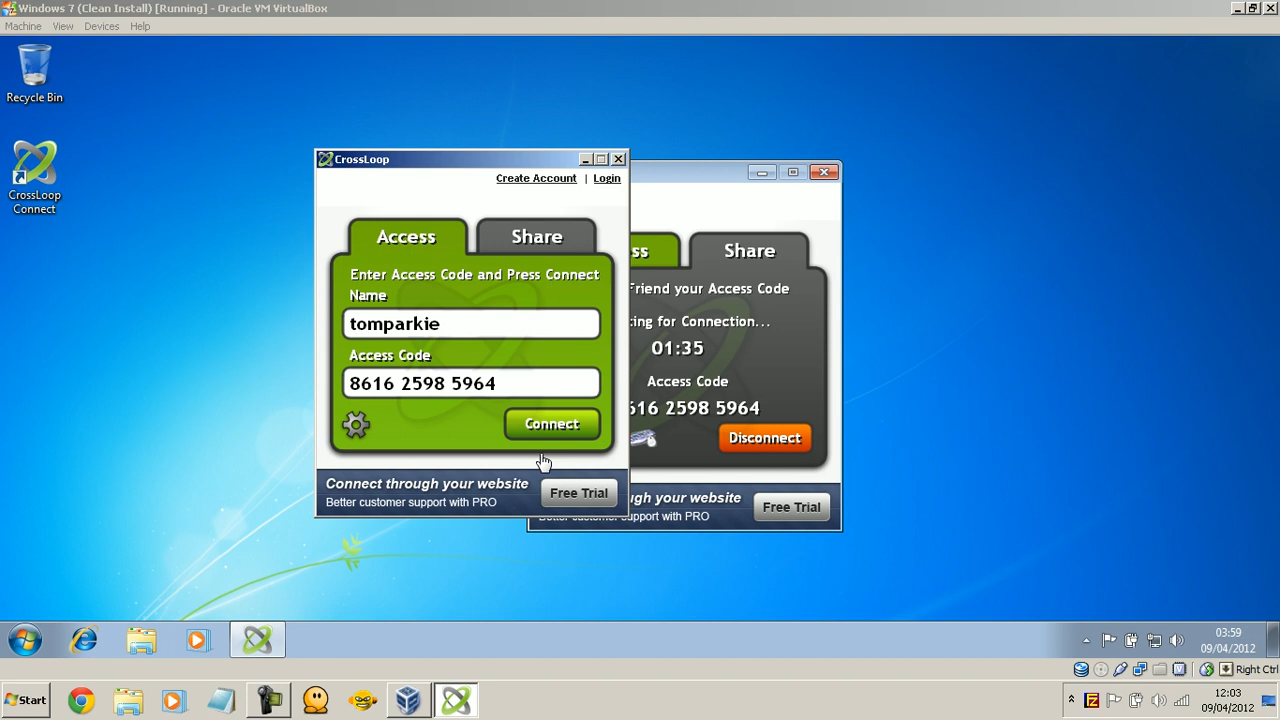 Windows 7 (Clean Install) [Running] - Oracle VM VirtualBox
Machine View Devices Help
Recycle Bin
CrossLoop
Connect
CrossLoop
Create Account | Login
Access Share
Enter Access Code and Press Connect
Name
tomparkie
Access Code
8616 2598 5964
Connect
Connect through your website
Better customer support with PRO
Free Trial
ss Share
Friend your Access Code
ting for Connection...
01:35
Access Code
616 2598 5964
Disconnect
ugh your website
Better customer support with PRO
Free Trial
03:59
09/04/2012
Right Ctrl
Start
12:03
09/04/2012